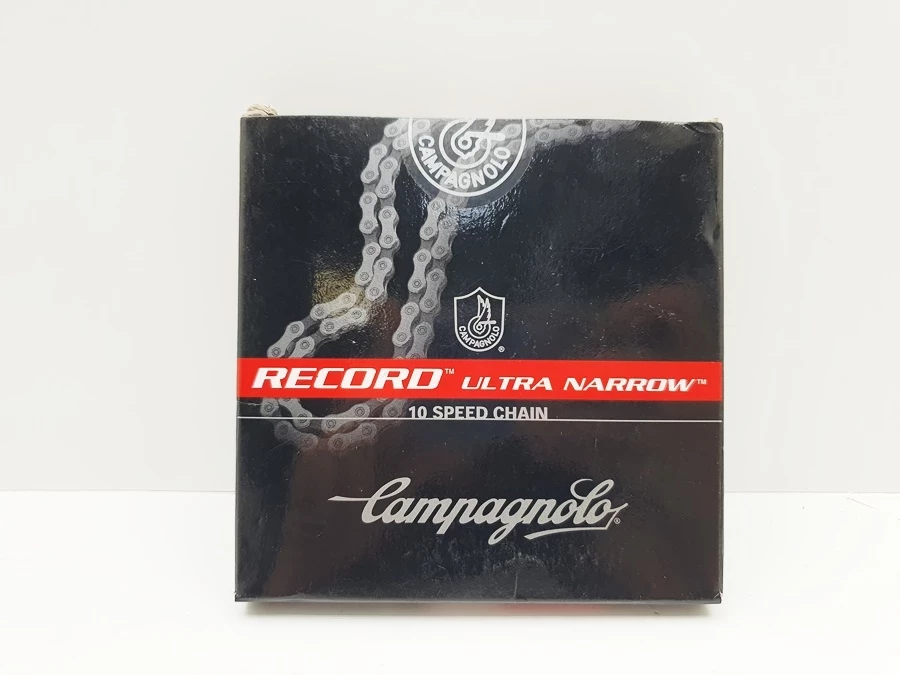 CAMPAGNOLO
CAMPAGNOLO
®
RECORD™ ULTRA NARROW™
10 SPEED CHAIN
Campagnolo®